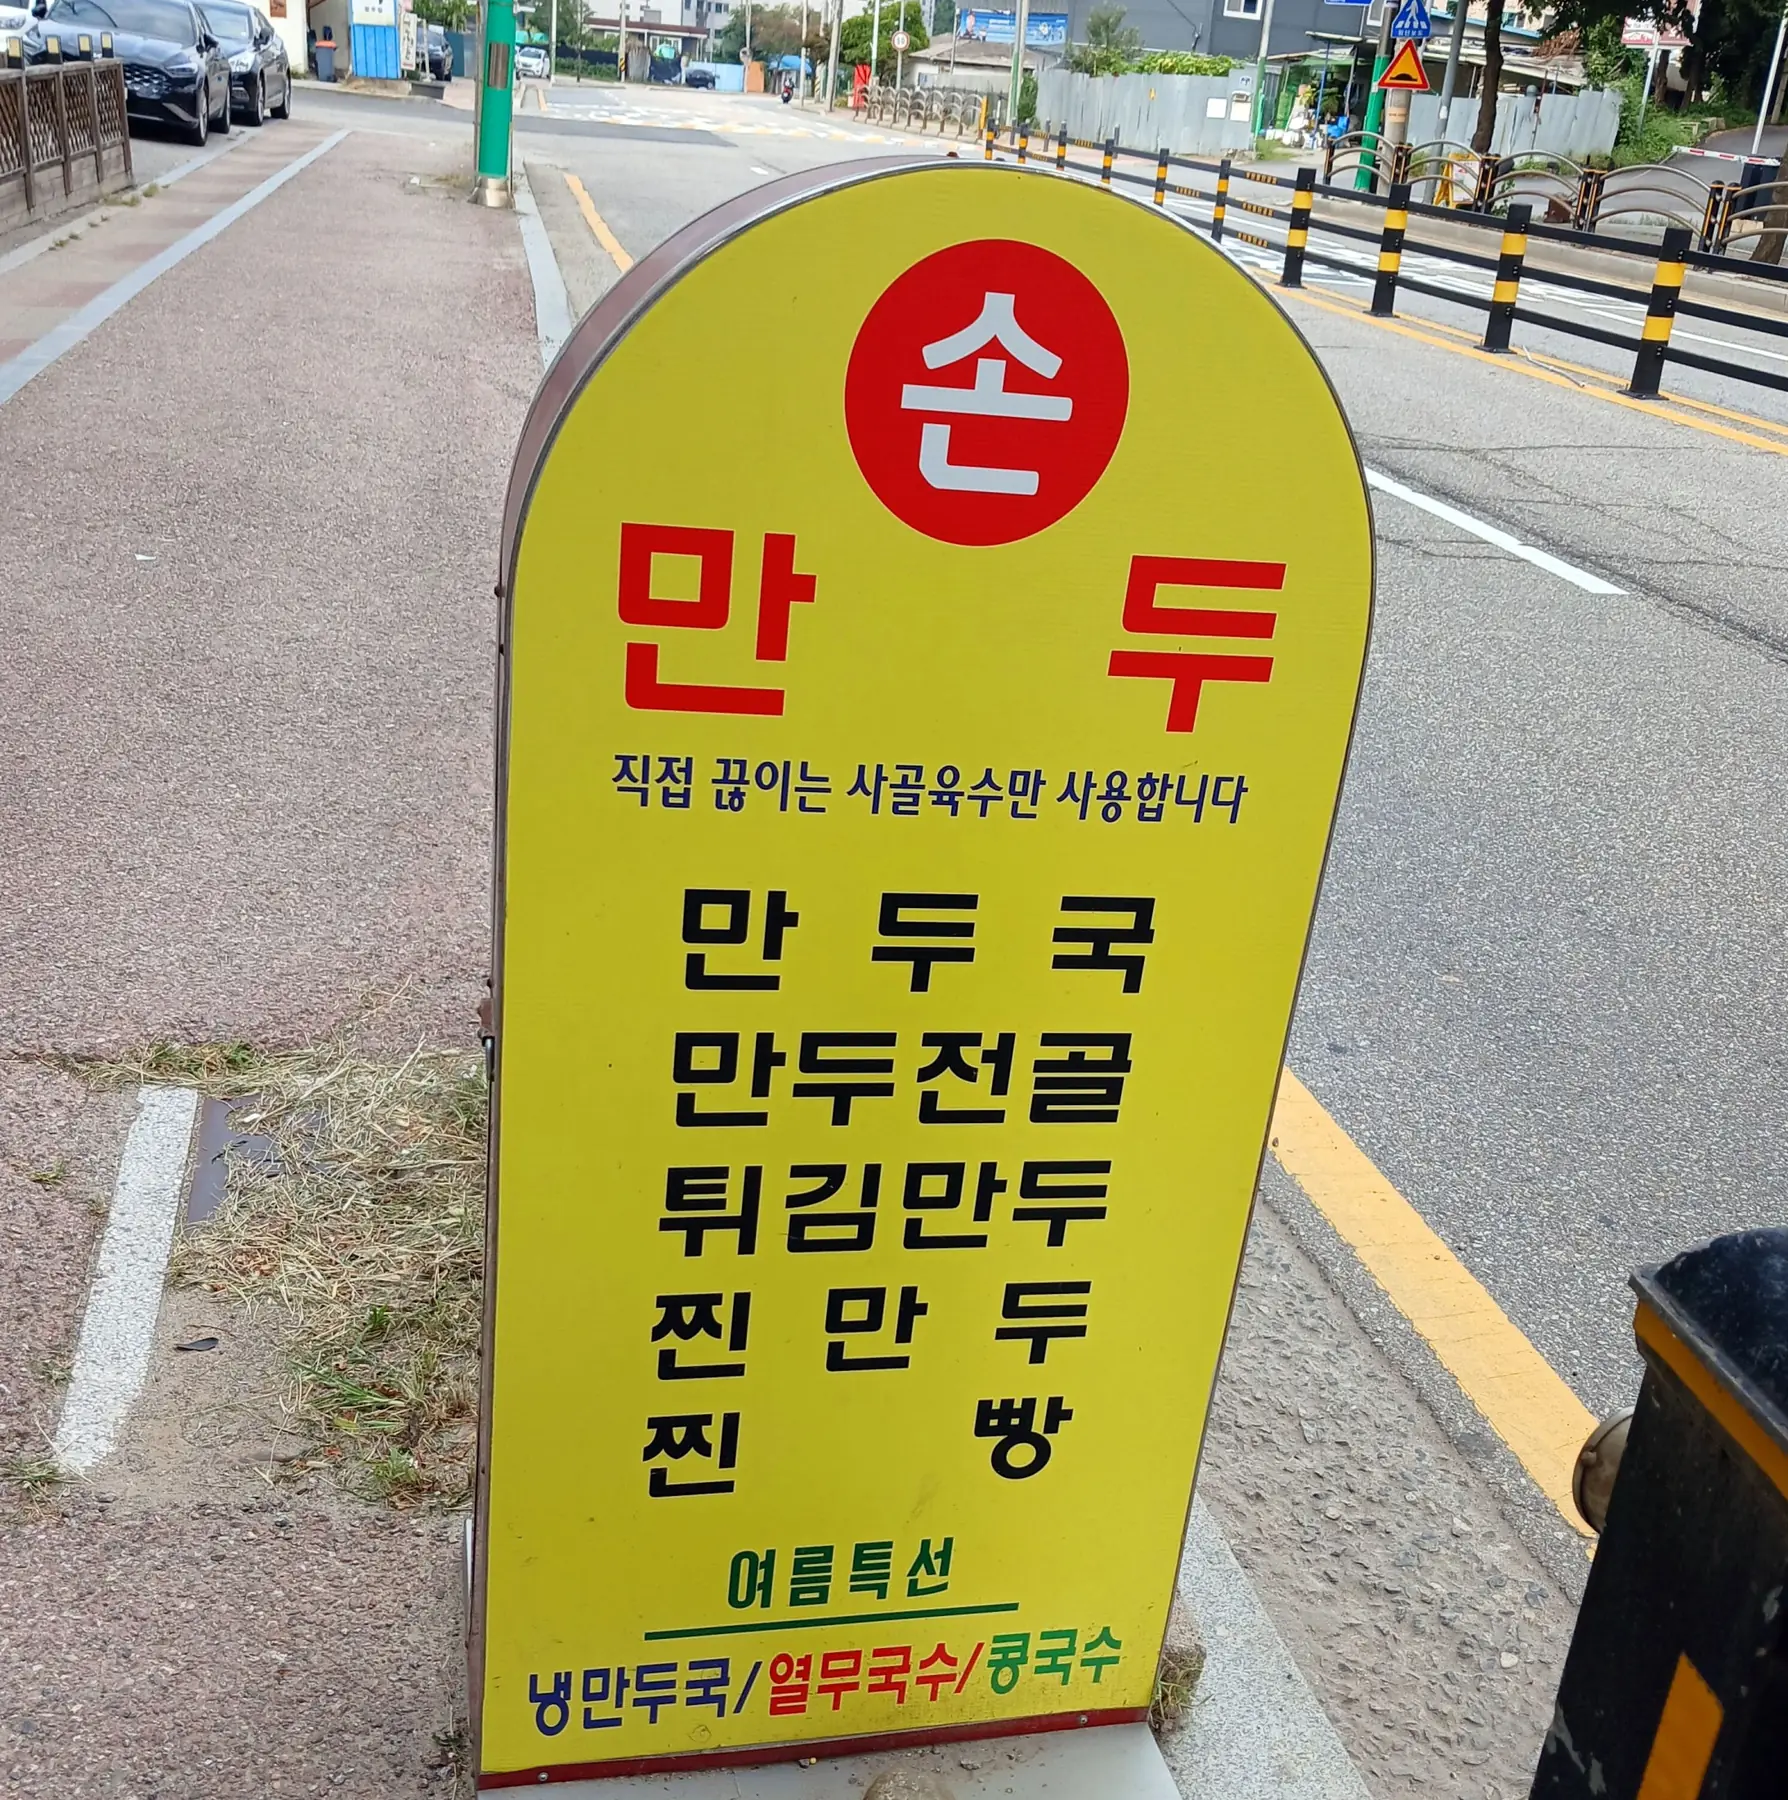 손
만 두
직접 끊이는 사골육수만 사용합니다
만 두 국
만두전골
튀김만두
찐 만 두
찐 빵
여름특선
냉만두국/열무국수/콩국수